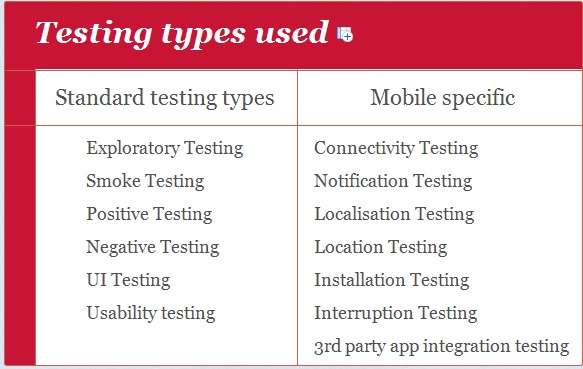 Testing types used
Standard testing types
Mobile specific
Exploratory Testing
Smoke Testing
Positive Testing
Negative Testing
UI Testing
Usability testing
Connectivity Testing
Notification Testing
Localisation Testing
Location Testing
Installation Testing
Interruption Testing
3rd party app integration testing